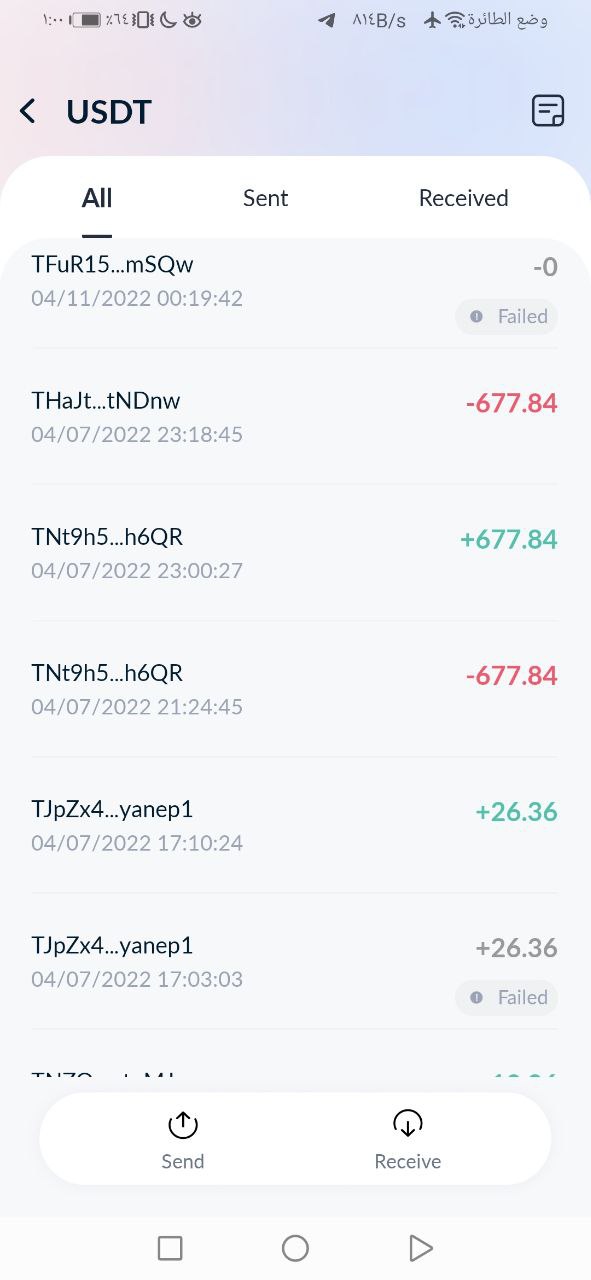 ١:٠٠ ٪٦٤ ٨١٤B/s وضع الطائرة
USDT
All Sent Received
TFuR15...mSQw -0
04/11/2022 00:19:42 Failed
THaJt...tNDnw -677.84
04/07/2022 23:18:45
TNt9h5...h6QR +677.84
04/07/2022 23:00:27
TNt9h5...h6QR -677.84
04/07/2022 21:24:45
TJpZx4...yanep1 +26.36
04/07/2022 17:10:24
TJpZx4...yanep1 +26.36
04/07/2022 17:03:03 Failed
Send Receive